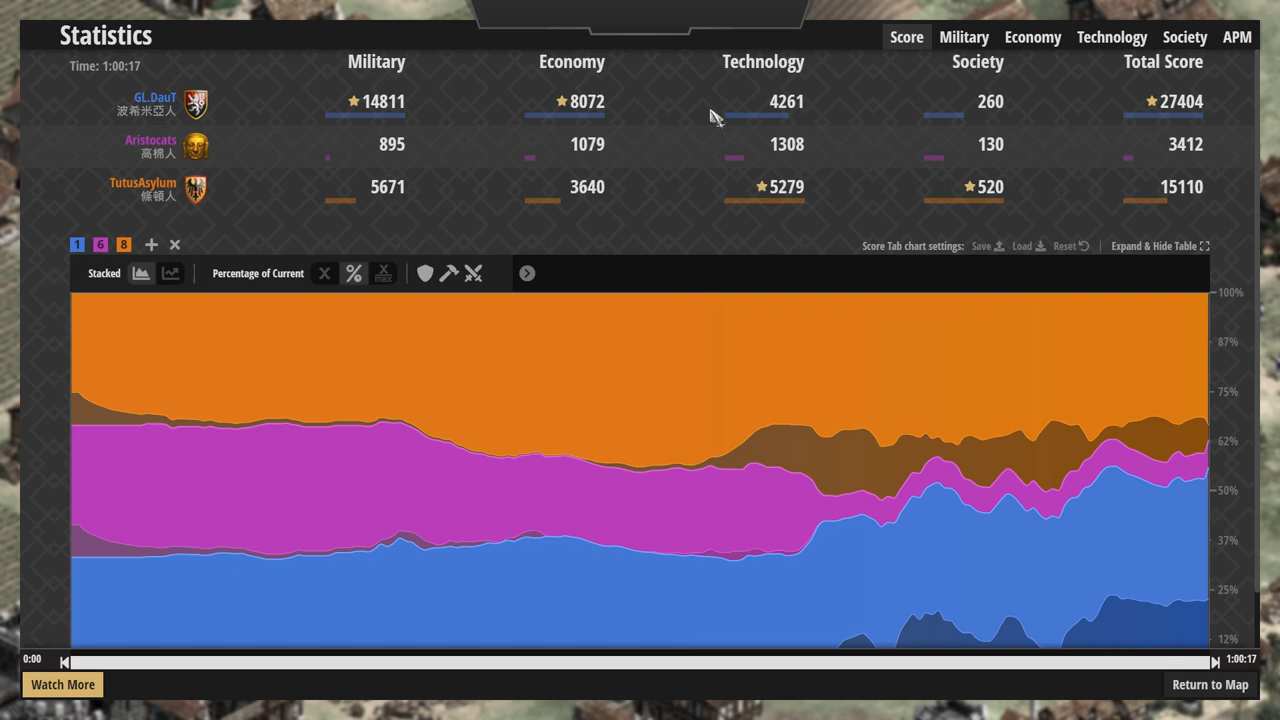 Statistics
Score Military Economy Technology Society APM
Time: 1:00:17
Military Economy Technology Society Total Score
GL.DauT
波希米亞人
14811 8072 4261 260 27404
Aristocats
高棉人
895 1079 1308 130 3412
TutusAsylum
條頓人
5671 3640 5279 520 15110
1 6 8
Score Tab chart settings: Save Load Reset Expand & Hide Table
Stacked Percentage of Current X % X max
100%
87%
75%
62%
50%
37%
25%
12%
0:00 1:00:17
Watch More Return to Map